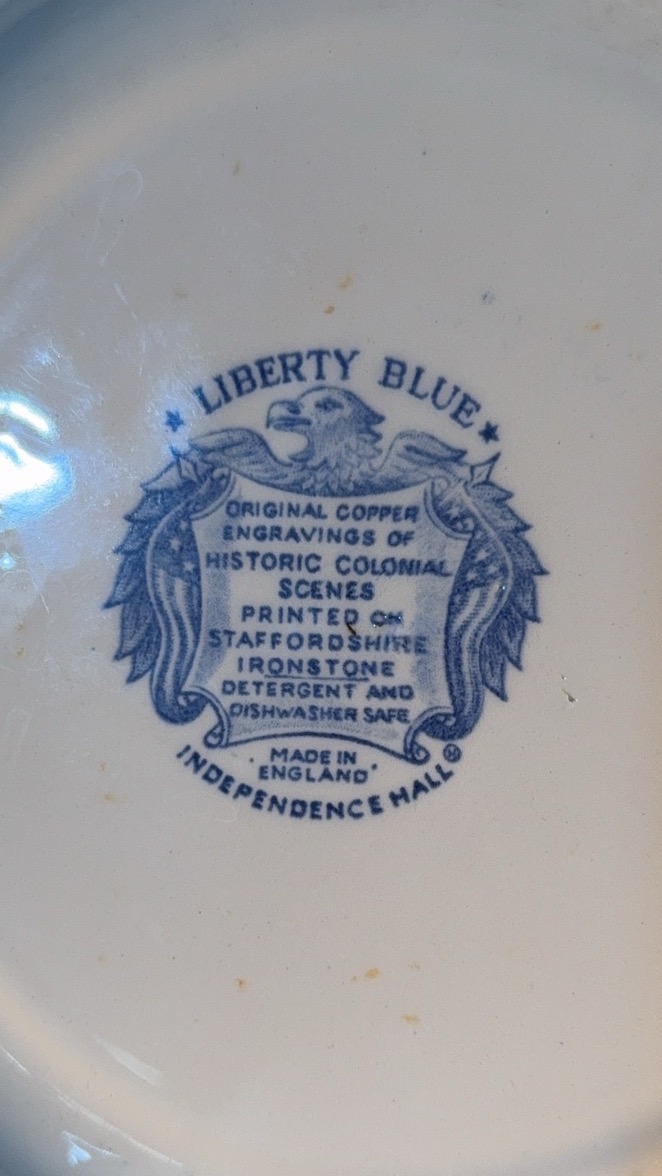 ★ LIBERTY BLUE ★
ORIGINAL COPPER
ENGRAVINGS OF
HISTORIC COLONIAL
SCENES
PRINTED ON
STAFFORDSHIRE
IRONSTONE
DETERGENT AND
DISHWASHER SAFE
MADE IN
ENGLAND
INDEPENDENCE HALL